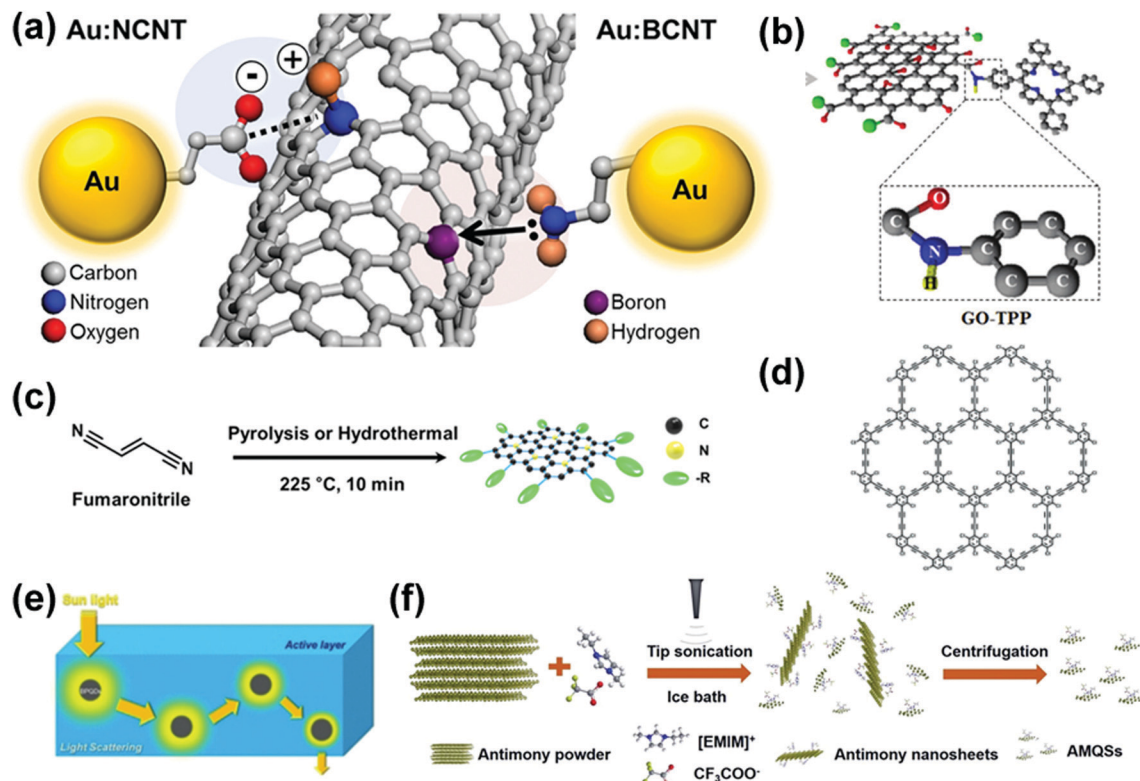 (a)
Au:NCNT
Au:BCNT
-
+
Au
Au
Carbon
Nitrogen
Oxygen
Boron
Hydrogen
(b)
O
C
N
H
C
C
C
C
C
C
GO-TPP
(c)
N
N
Fumaronitrile
Pyrolysis or Hydrothermal
225 °C, 10 min
C
N
-R
(d)
(e)
Sun light
Active layer
BPQDs
Light Scattering
(f)
Tip sonication
Ice bath
Centrifugation
Antimony powder
[EMIM]⁺
CF₃COO⁻
Antimony nanosheets
AMQSs